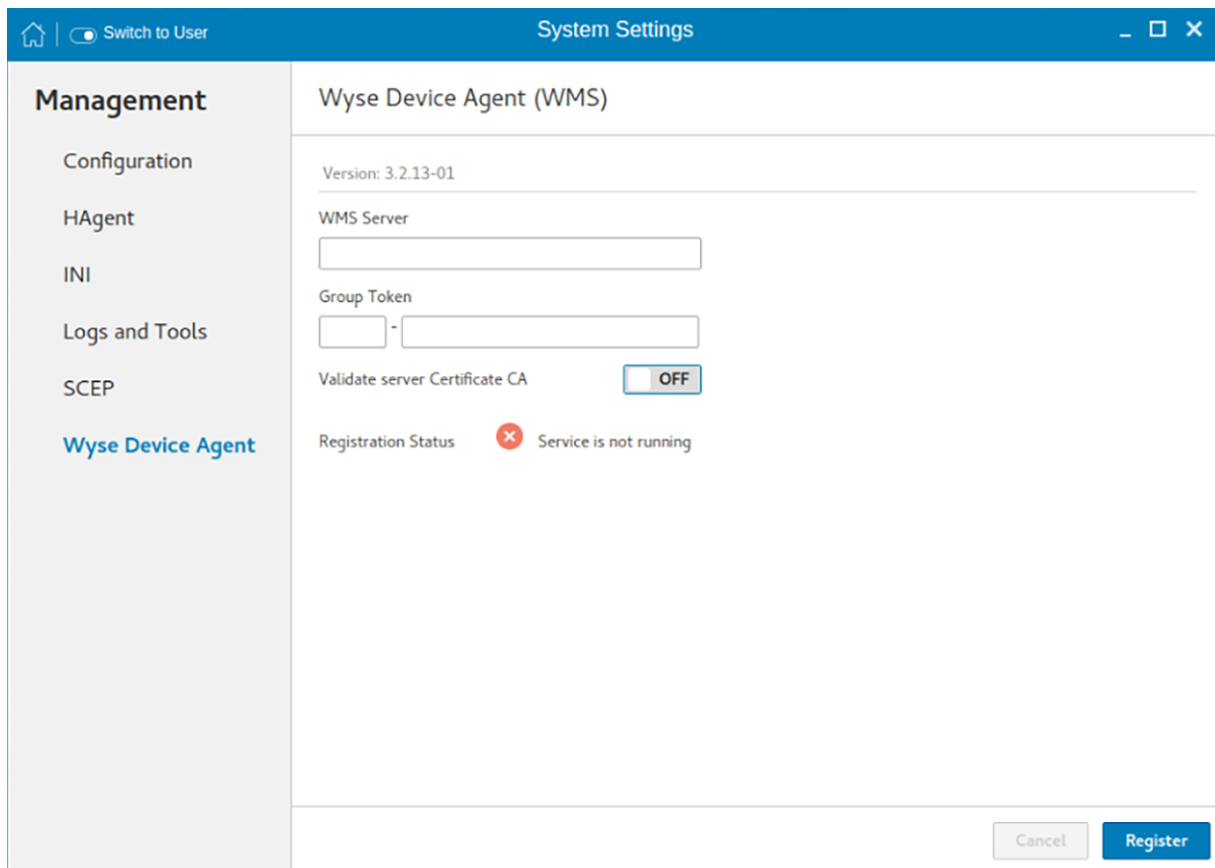 Switch to User
System Settings
Management
Configuration
HAgent
INI
Logs and Tools
SCEP
Wyse Device Agent
Wyse Device Agent (WMS)
Version: 3.2.13-01
WMS Server
Group Token
-
Validate server Certificate CA OFF
Registration Status Service is not running
Cancel Register